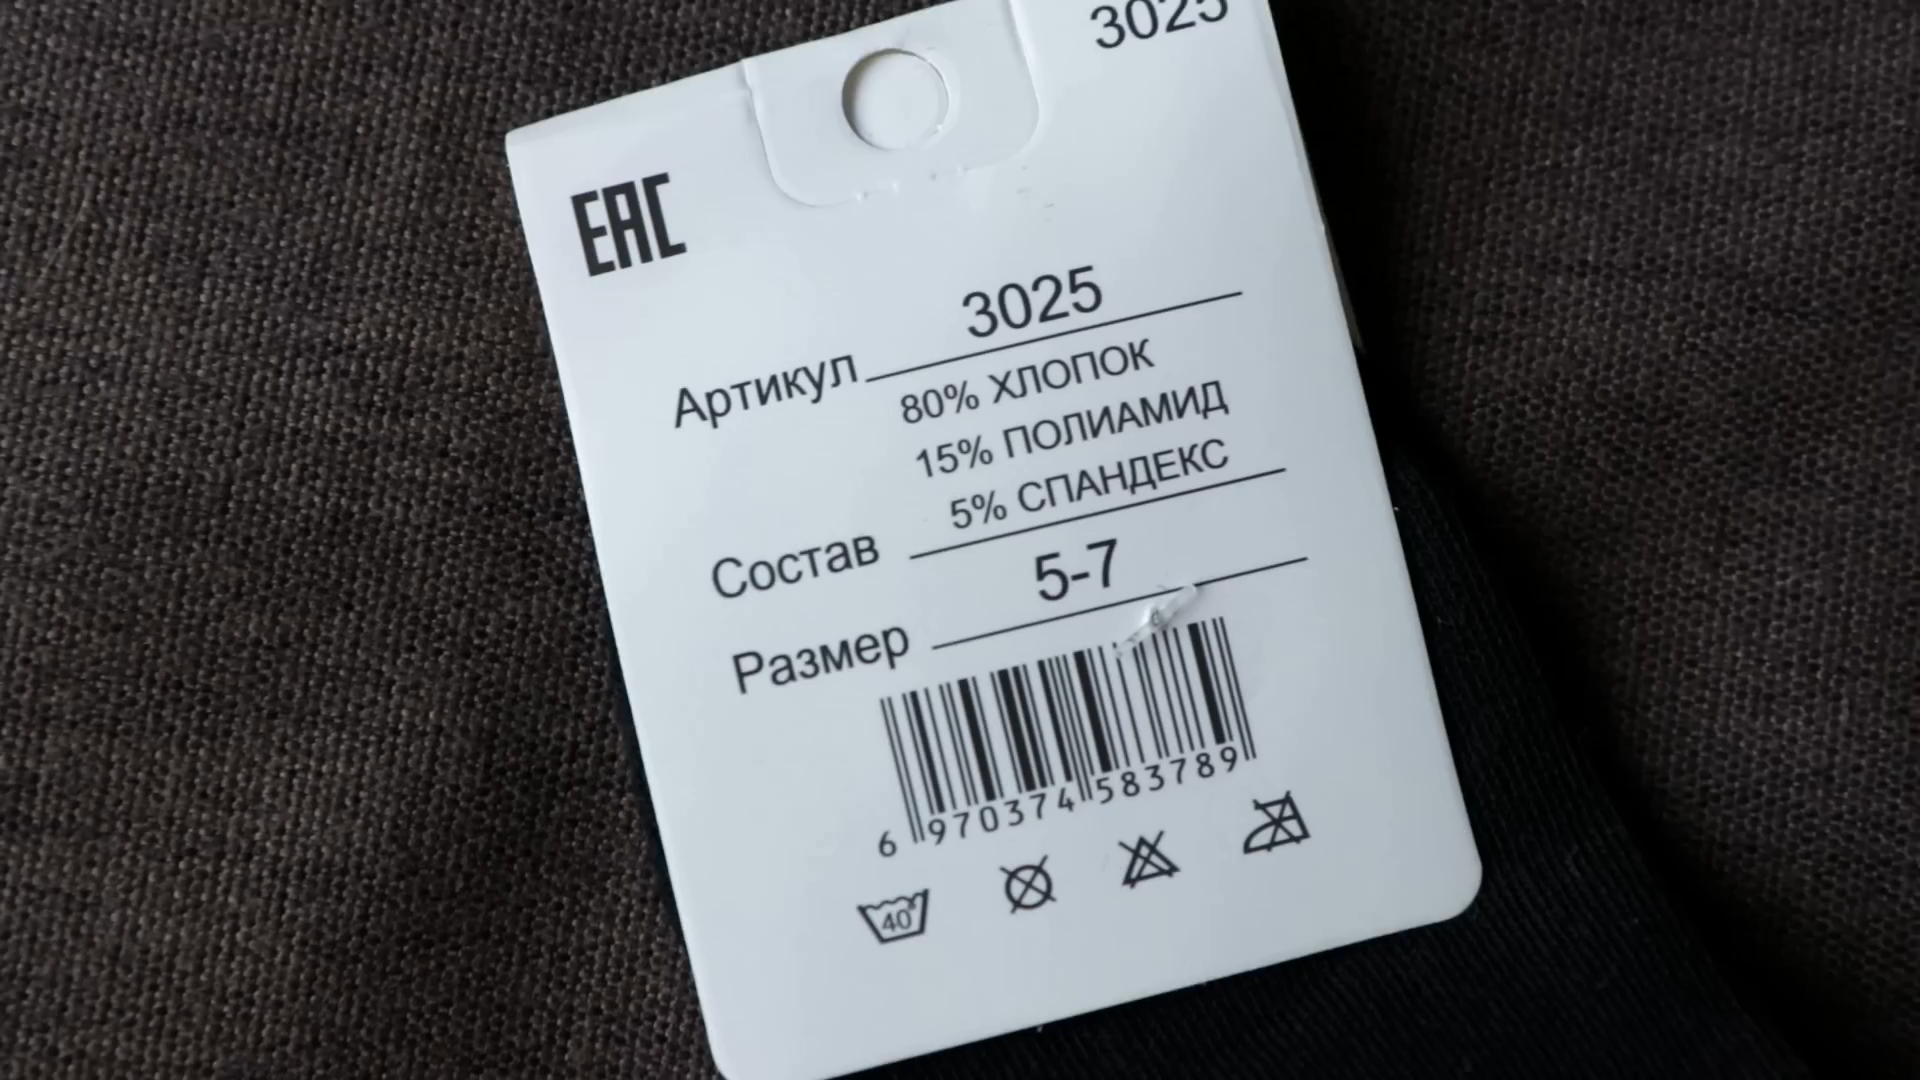 3025
EAC
Артикул 3025
80% ХЛОПОК
15% ПОЛИАМИД
Состав 5% СПАНДЕКС
Размер 5-7
6 970374 583789
40°